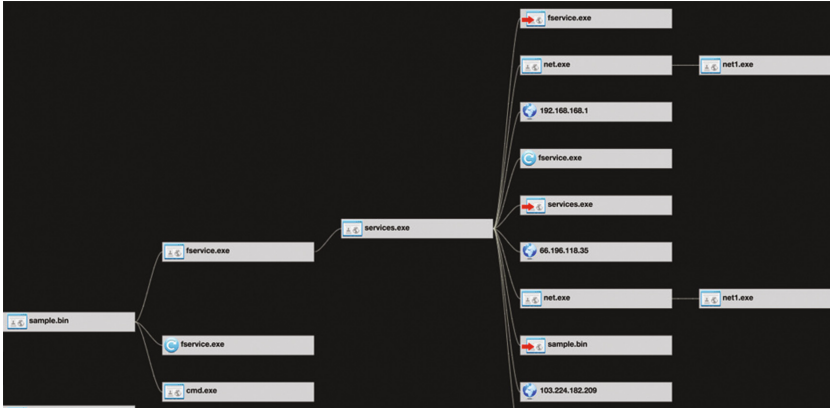 fservice.exe
net.exe
net1.exe
192.168.168.1
fservice.exe
services.exe
services.exe
fservice.exe
66.196.118.35
net.exe
net1.exe
sample.bin
fservice.exe
sample.bin
cmd.exe
103.224.182.209